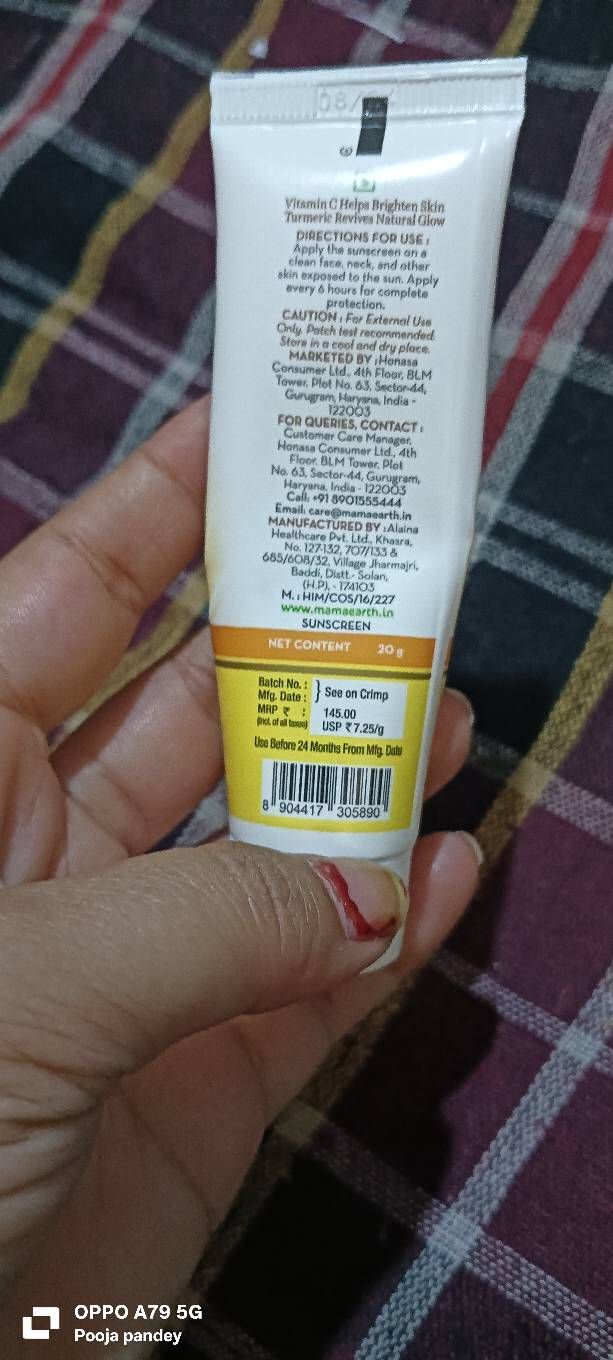 08/
Vitamin C Helps Brighten Skin
Turmeric Revives Natural Glow
DIRECTIONS FOR USE :
Apply the sunscreen on a
clean face, neck, and other
skin exposed to the sun. Apply
every 6 hours for complete
protection.
CAUTION : For External Use
Only. Patch test recommended.
Store in a cool and dry place.
MARKETED BY :Honasa
Consumer Ltd., 4th Floor, BLM
Tower, Plot No. 63, Sector-44,
Gurugram, Haryana, India -
122003
FOR QUERIES, CONTACT :
Customer Care Manager,
Honasa Consumer Ltd., 4th
Floor, BLM Tower, Plot
No. 63, Sector-44, Gurugram,
Haryana, India - 122003
Call: +91 8901555444
Email: care@mamaearth.in
MANUFACTURED BY :Alaina
Healthcare Pvt. Ltd., Khasra,
No. 127-132, 707/133 &
685/608/32, Village Jharmajri,
Baddi, Distt.- Solan,
(H.P), - 174103
M. : HIM/COS/16/227
www.mamaearth.in
SUNSCREEN
NET CONTENT 20 g
Batch No. :
Mfg. Date : } See on Crimp
MRP ₹ : 145.00
(Incl. of all taxes) USP ₹ 7.25/g
Use Before 24 Months From Mfg. Date
8 904417 305890
OPPO A79 5G
Pooja pandey